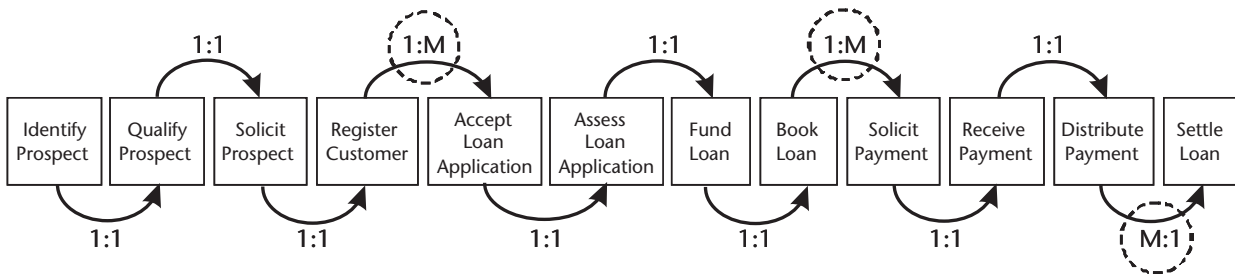 1:1
1:M
1:1
1:M
1:1
Identify
Prospect
Qualify
Prospect
Solicit
Prospect
Register
Customer
Accept
Loan
Application
Assess
Loan
Application
Fund
Loan
Book
Loan
Solicit
Payment
Receive
Payment
Distribute
Payment
Settle
Loan
1:1
1:1
1:1
1:1
1:1
M:1